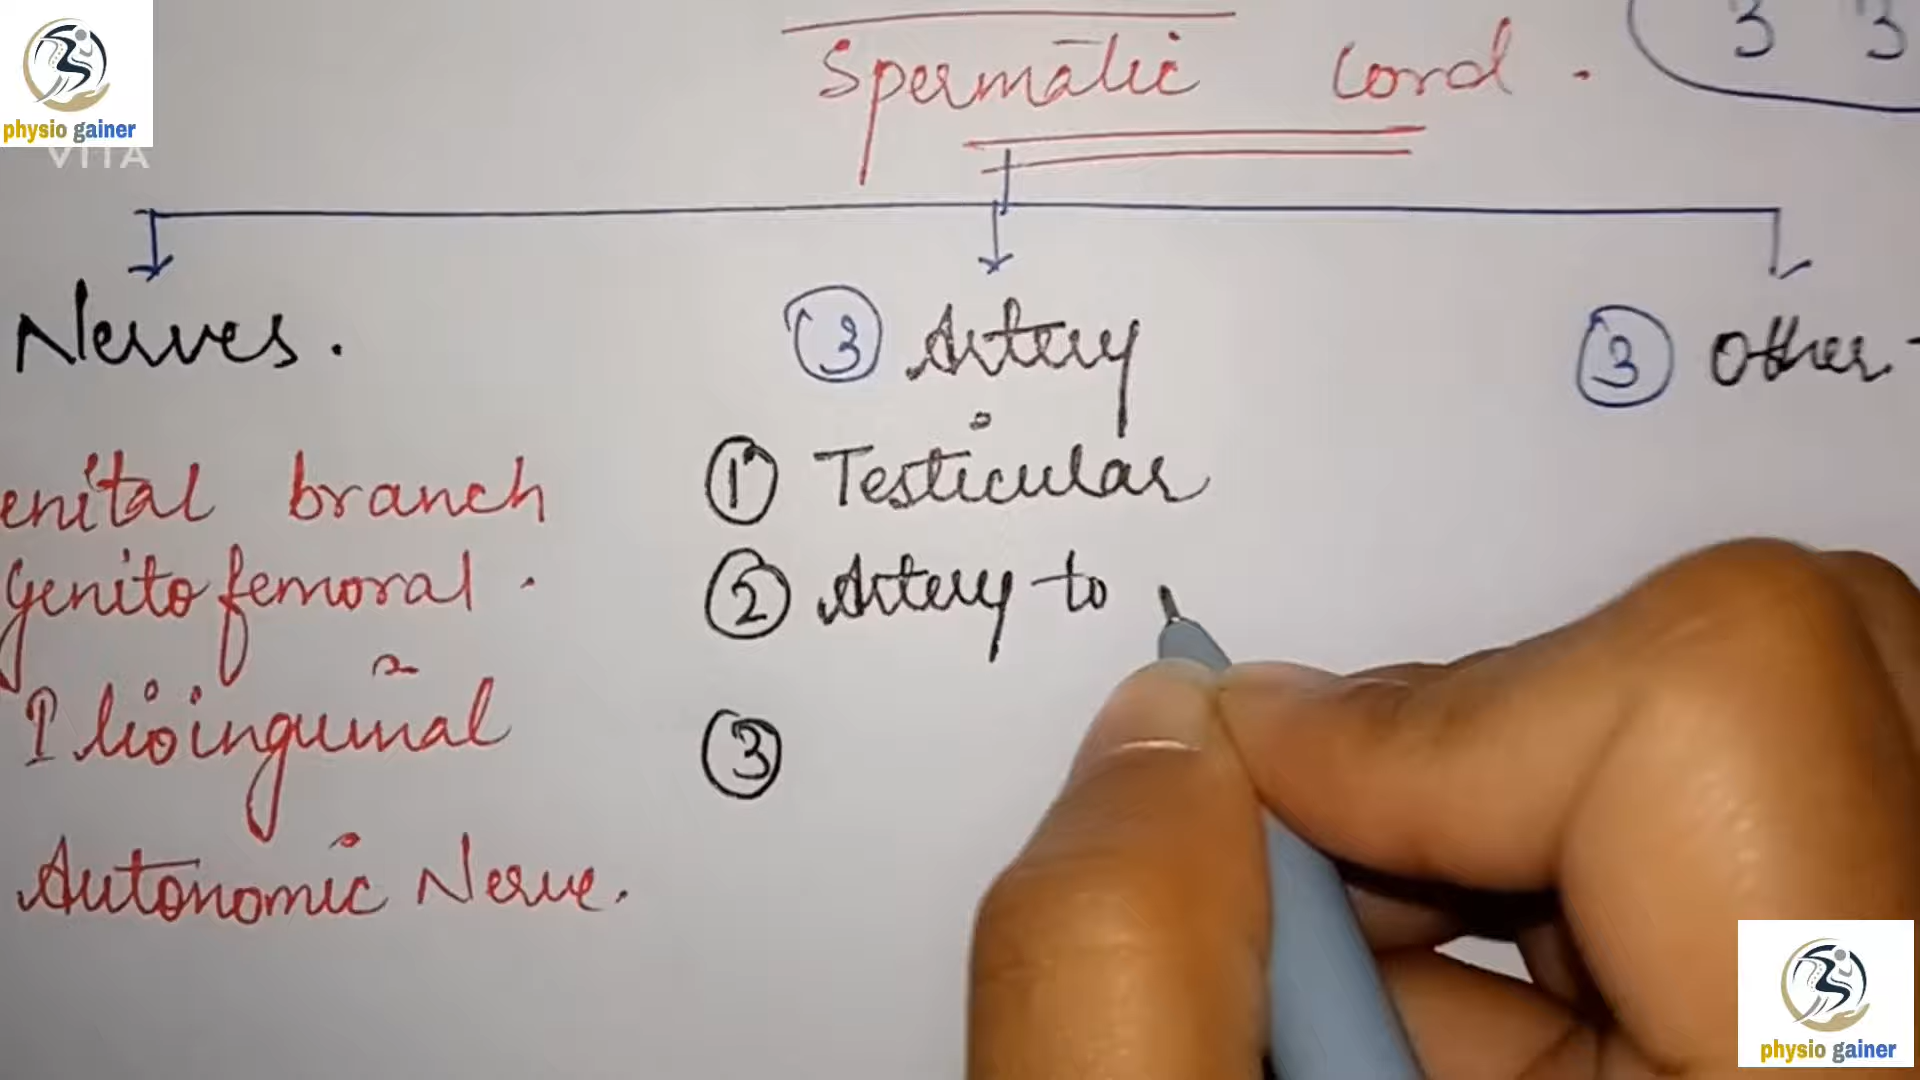 3 3
Spermatic Cord.
physio gainer
VITA
Nerves.
3 Artery
3 Other
enital branch
Genitofemoral.
Ilioinguinal
Autonomic Nerve.
1 Testicular
2 Artery to
3
physio gainer